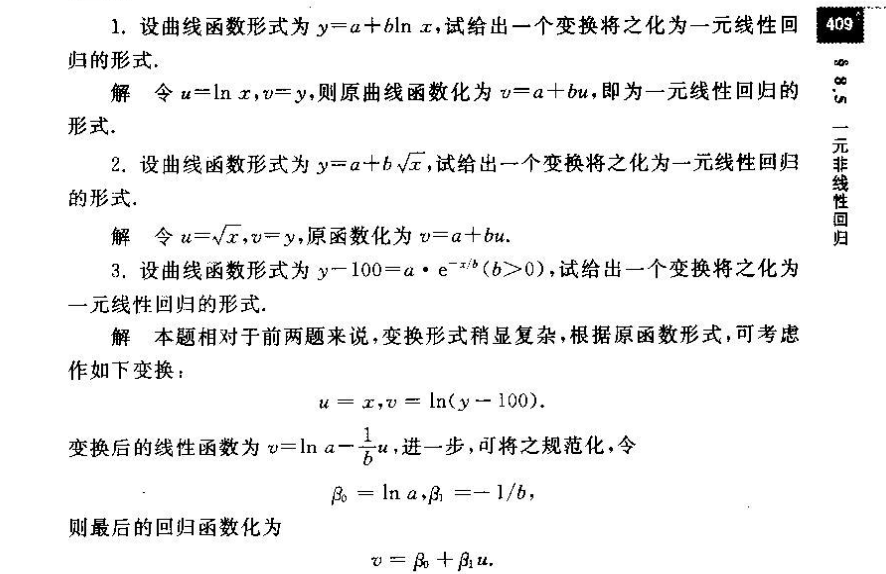 1. 设曲线函数形式为 y=a+bln x,试给出一个变换将之化为一元线性回
归的形式.
解 令 u=ln x,v=y,则原曲线函数化为 v=a+bu,即为一元线性回归的
形式.
2. 设曲线函数形式为 y=a+b√x,试给出一个变换将之化为一元线性回归
的形式.
解 令 u=√x,v=y,原函数化为 v=a+bu.
3. 设曲线函数形式为 y-100=a·e^{-x/b}(b>0),试给出一个变换将之化为
一元线性回归的形式.
解 本题相对于前两题来说,变换形式稍显复杂,根据原函数形式,可考虑
作如下变换:
u = x,v = ln(y-100).
变换后的线性函数为 v=ln a-\frac{1}{b}u,进一步,可将之规范化,令
β₀ = ln a,β₁ =-1/b,
则最后的回归函数化为
v = β₀+β₁u.
409
§8.5 一元非线性回归